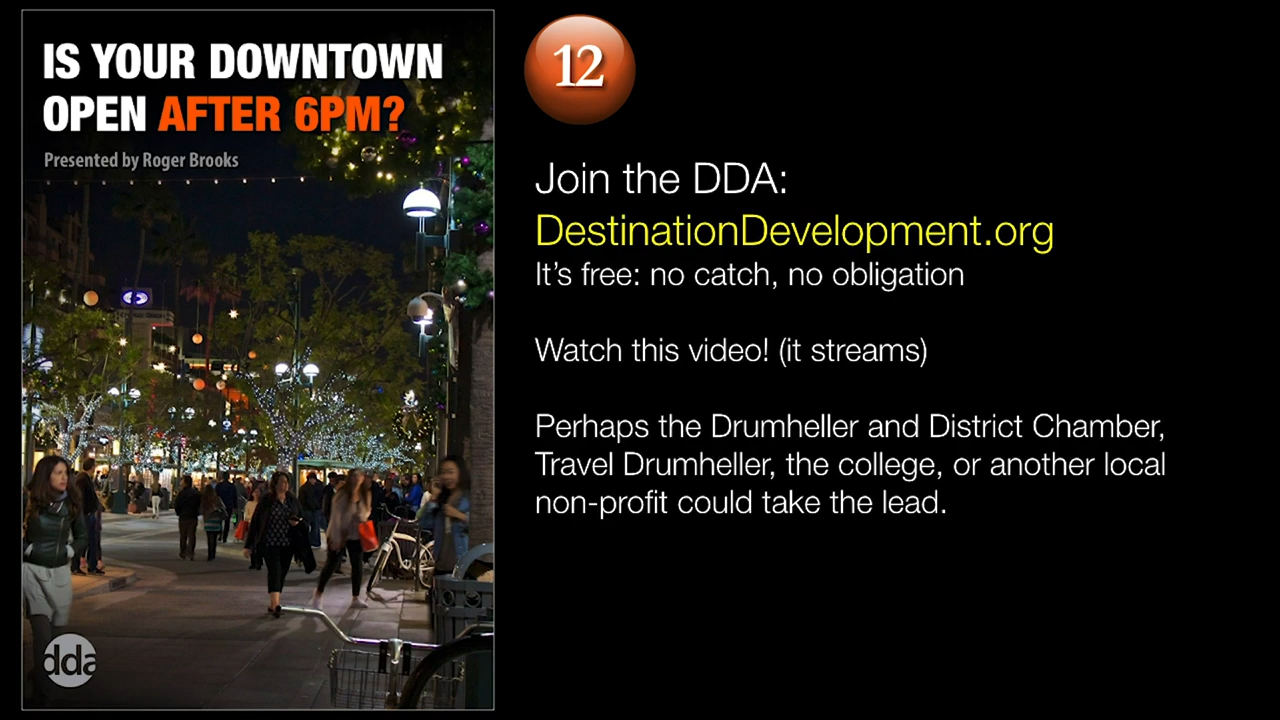 IS YOUR DOWNTOWN
OPEN AFTER 6PM?
Presented by Roger Brooks
dda
12
Join the DDA:
DestinationDevelopment.org
It's free: no catch, no obligation
Watch this video! (it streams)
Perhaps the Drumheller and District Chamber,
Travel Drumheller, the college, or another local
non-profit could take the lead.